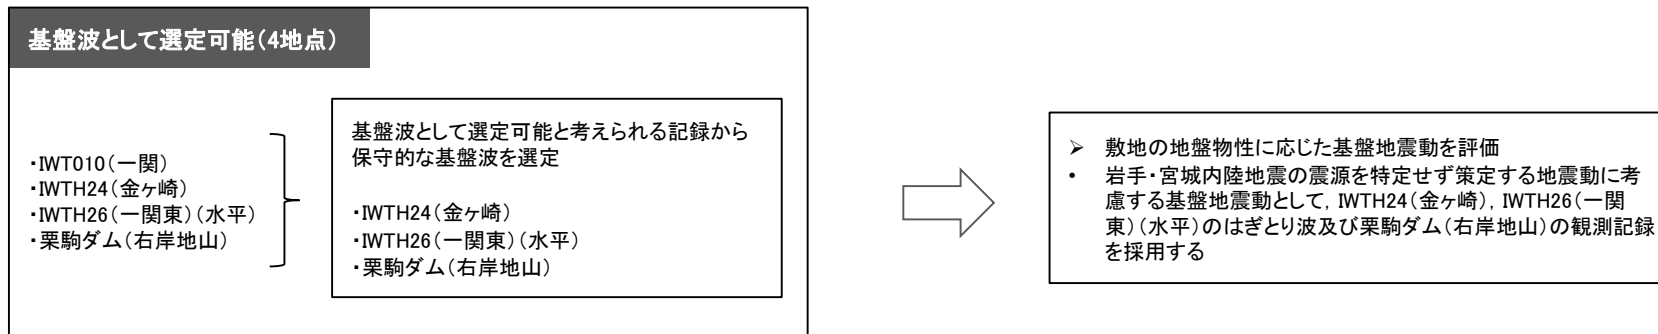 基盤波として選定可能(4地点)
・IWT010(一関)
・IWTH24(金ヶ崎)
・IWTH26(一関東)(水平)
・栗駒ダム(右岸地山)
基盤波として選定可能と考えられる記録から
保守的な基盤波を選定
・IWTH24(金ヶ崎)
・IWTH26(一関東)(水平)
・栗駒ダム(右岸地山)
➢ 敷地の地盤物性に応じた基盤地震動を評価
• 岩手・宮城内陸地震の震源を特定せず策定する地震動に考
慮する基盤地震動として，IWTH24(金ヶ崎)，IWTH26(一関
東)(水平)のはぎとり波及び栗駒ダム(右岸地山)の観測記録
を採用する